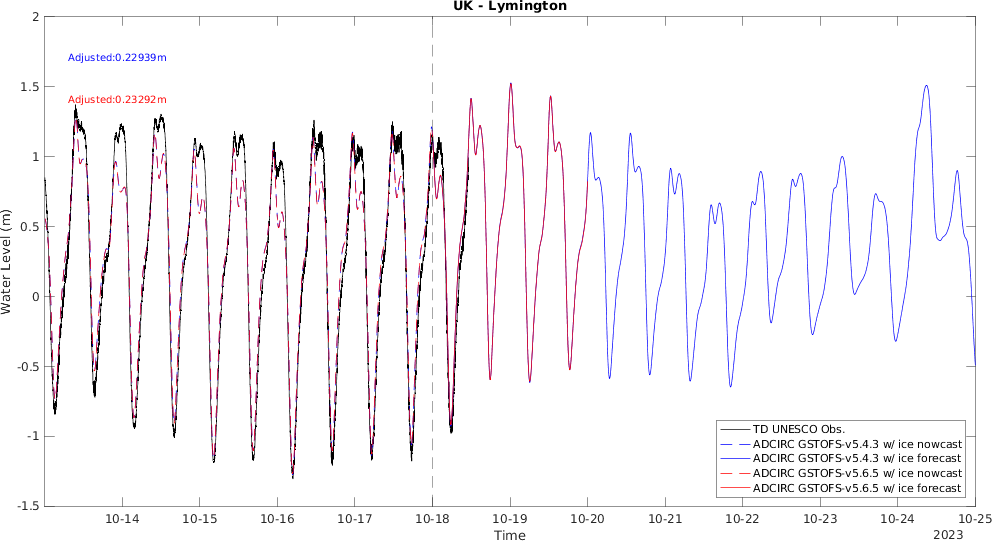 UK - Lymington
Adjusted:0.22939m
Adjusted:0.23292m
Water Level (m)
2
1.5
1
0.5
0
-0.5
-1
-1.5
TD UNESCO Obs.
ADCIRC GSTOFS-v5.4.3 w/ ice nowcast
ADCIRC GSTOFS-v5.4.3 w/ ice forecast
ADCIRC GSTOFS-v5.6.5 w/ ice nowcast
ADCIRC GSTOFS-v5.6.5 w/ ice forecast
10-14 10-15 10-16 10-17 10-18 10-19 10-20 10-21 10-22 10-23 10-24 10-25
Time
2023